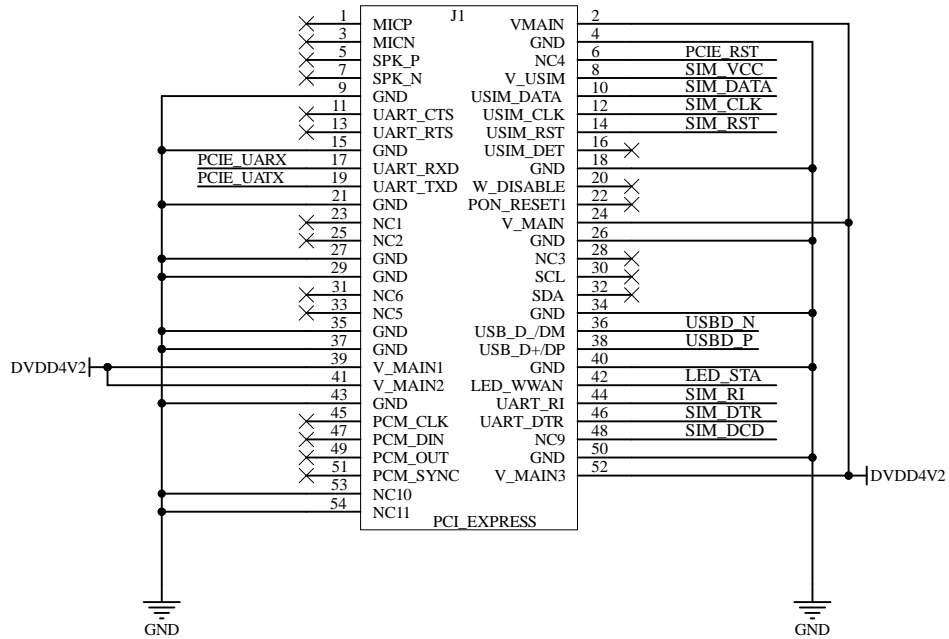 J1
1 MICP VMAIN 2
3 MICN GND 4
5 SPK_P NC4 6 PCIE_RST
7 SPK_N V_USIM 8 SIM_VCC
9 GND USIM_DATA 10 SIM_DATA
11 UART_CTS USIM_CLK 12 SIM_CLK
13 UART_RTS USIM_RST 14 SIM_RST
15 GND USIM_DET 16
PCIE_UARX 17 UART_RXD GND 18
PCIE_UATX 19 UART_TXD W_DISABLE 20
21 GND PON_RESET1 22
23 NC1 V_MAIN 24
25 NC2 GND 26
27 GND NC3 28
29 GND SCL 30
31 NC6 SDA 32
33 NC5 GND 34
35 GND USB_D_/DM 36 USBD_N
37 GND USB_D+/DP 38 USBD_P
DVDD4V2 39 V_MAIN1 GND 40
41 V_MAIN2 LED_WWAN 42 LED_STA
43 GND UART_RI 44 SIM_RI
45 PCM_CLK UART_DTR 46 SIM_DTR
47 PCM_DIN NC9 48 SIM_DCD
49 PCM_OUT GND 50
51 PCM_SYNC V_MAIN3 52 DVDD4V2
53 NC10
54 NC11
PCI_EXPRESS
GND GND